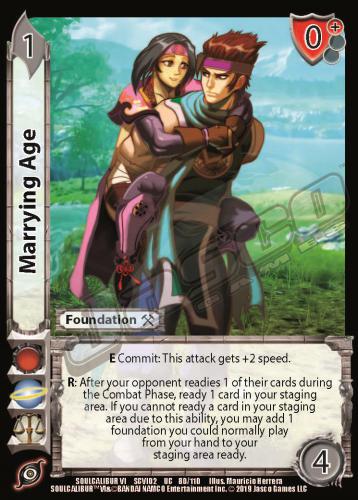 1
0 +
Marrying Age
Foundation
E Commit: This attack gets +2 speed.
R: After your opponent readies 1 of their cards during
the Combat Phase, ready 1 card in your staging
area. If you cannot ready a card in your staging
area due to this ability, you may add 1
foundation you could normally play
from your hand to your
staging area ready.
4
SOULCALIBUR VI SCVI02 UC 80/110 Illus. Mauricio Herrera
SOULCALIBUR™VI&©BANDAI NAMCO Entertainment Inc. © 2019 Jasco Games LLC